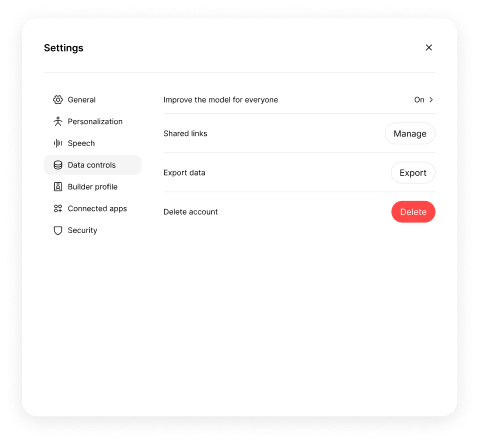 Settings
General
Personalization
Speech
Data controls
Builder profile
Connected apps
Security
Improve the model for everyone
On
Shared links
Manage
Export data
Export
Delete account
Delete